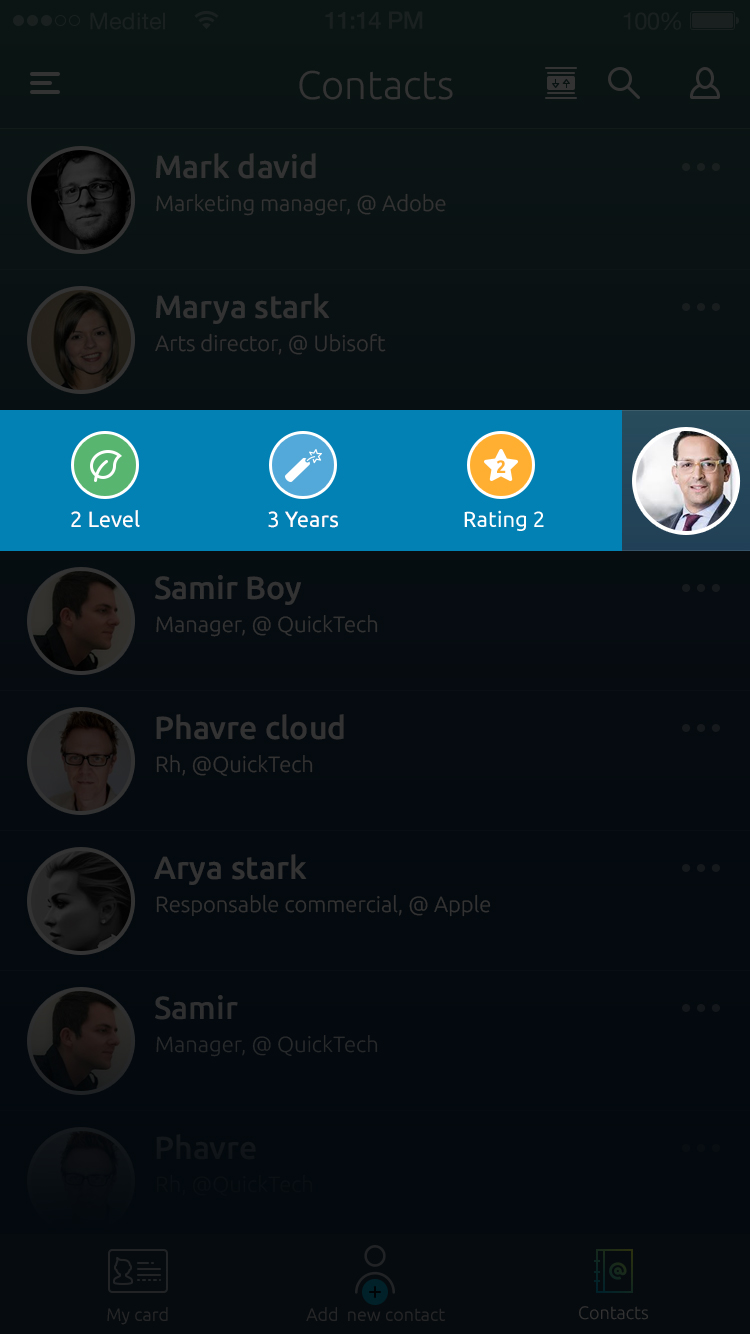 Meditel 11:14 PM 100%
Contacts
Mark david
Marketing manager, @ Adobe
Marya stark
Arts director, @ Ubisoft
2
2 Level 3 Years Rating 2
Samir Boy
Manager, @ QuickTech
Phavre cloud
Rh, @QuickTech
Arya stark
Responsable commercial, @ Apple
Samir
Manager, @ QuickTech
Phavre
Rh @QuickTech
@
My card Add new contact Contacts